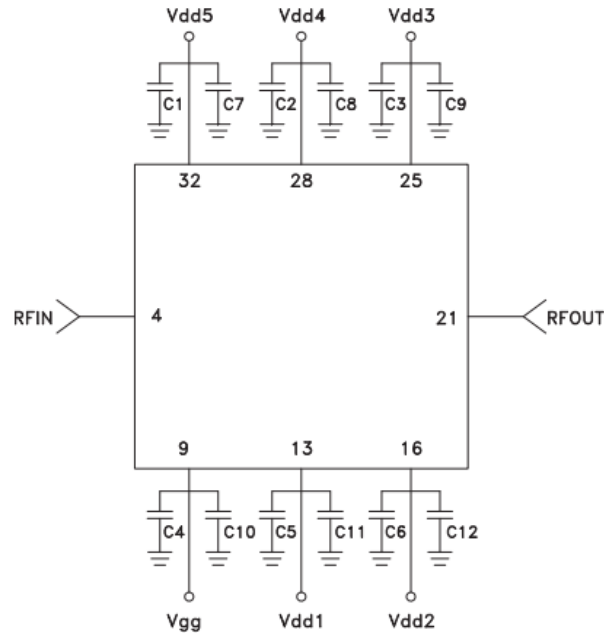 Vdd5 Vdd4 Vdd3
C1 C7 C2 C8 C3 C9
32 28 25
RFIN 4 21 RFOUT
9 13 16
C4 C10 C5 C11 C6 C12
Vgg Vdd1 Vdd2